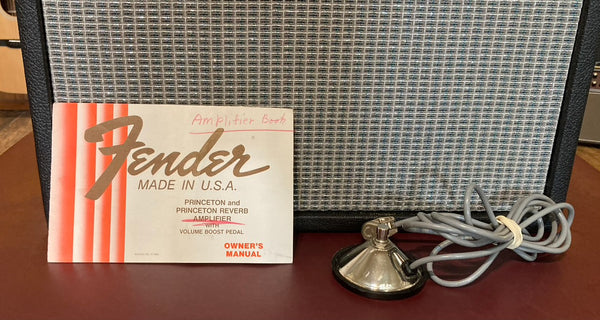 Amplifier Book
Fender
MADE IN U.S.A.
PRINCETON and
PRINCETON REVERB
AMPLIFIER
WITH
VOLUME BOOST PEDAL
OWNER'S
MANUAL